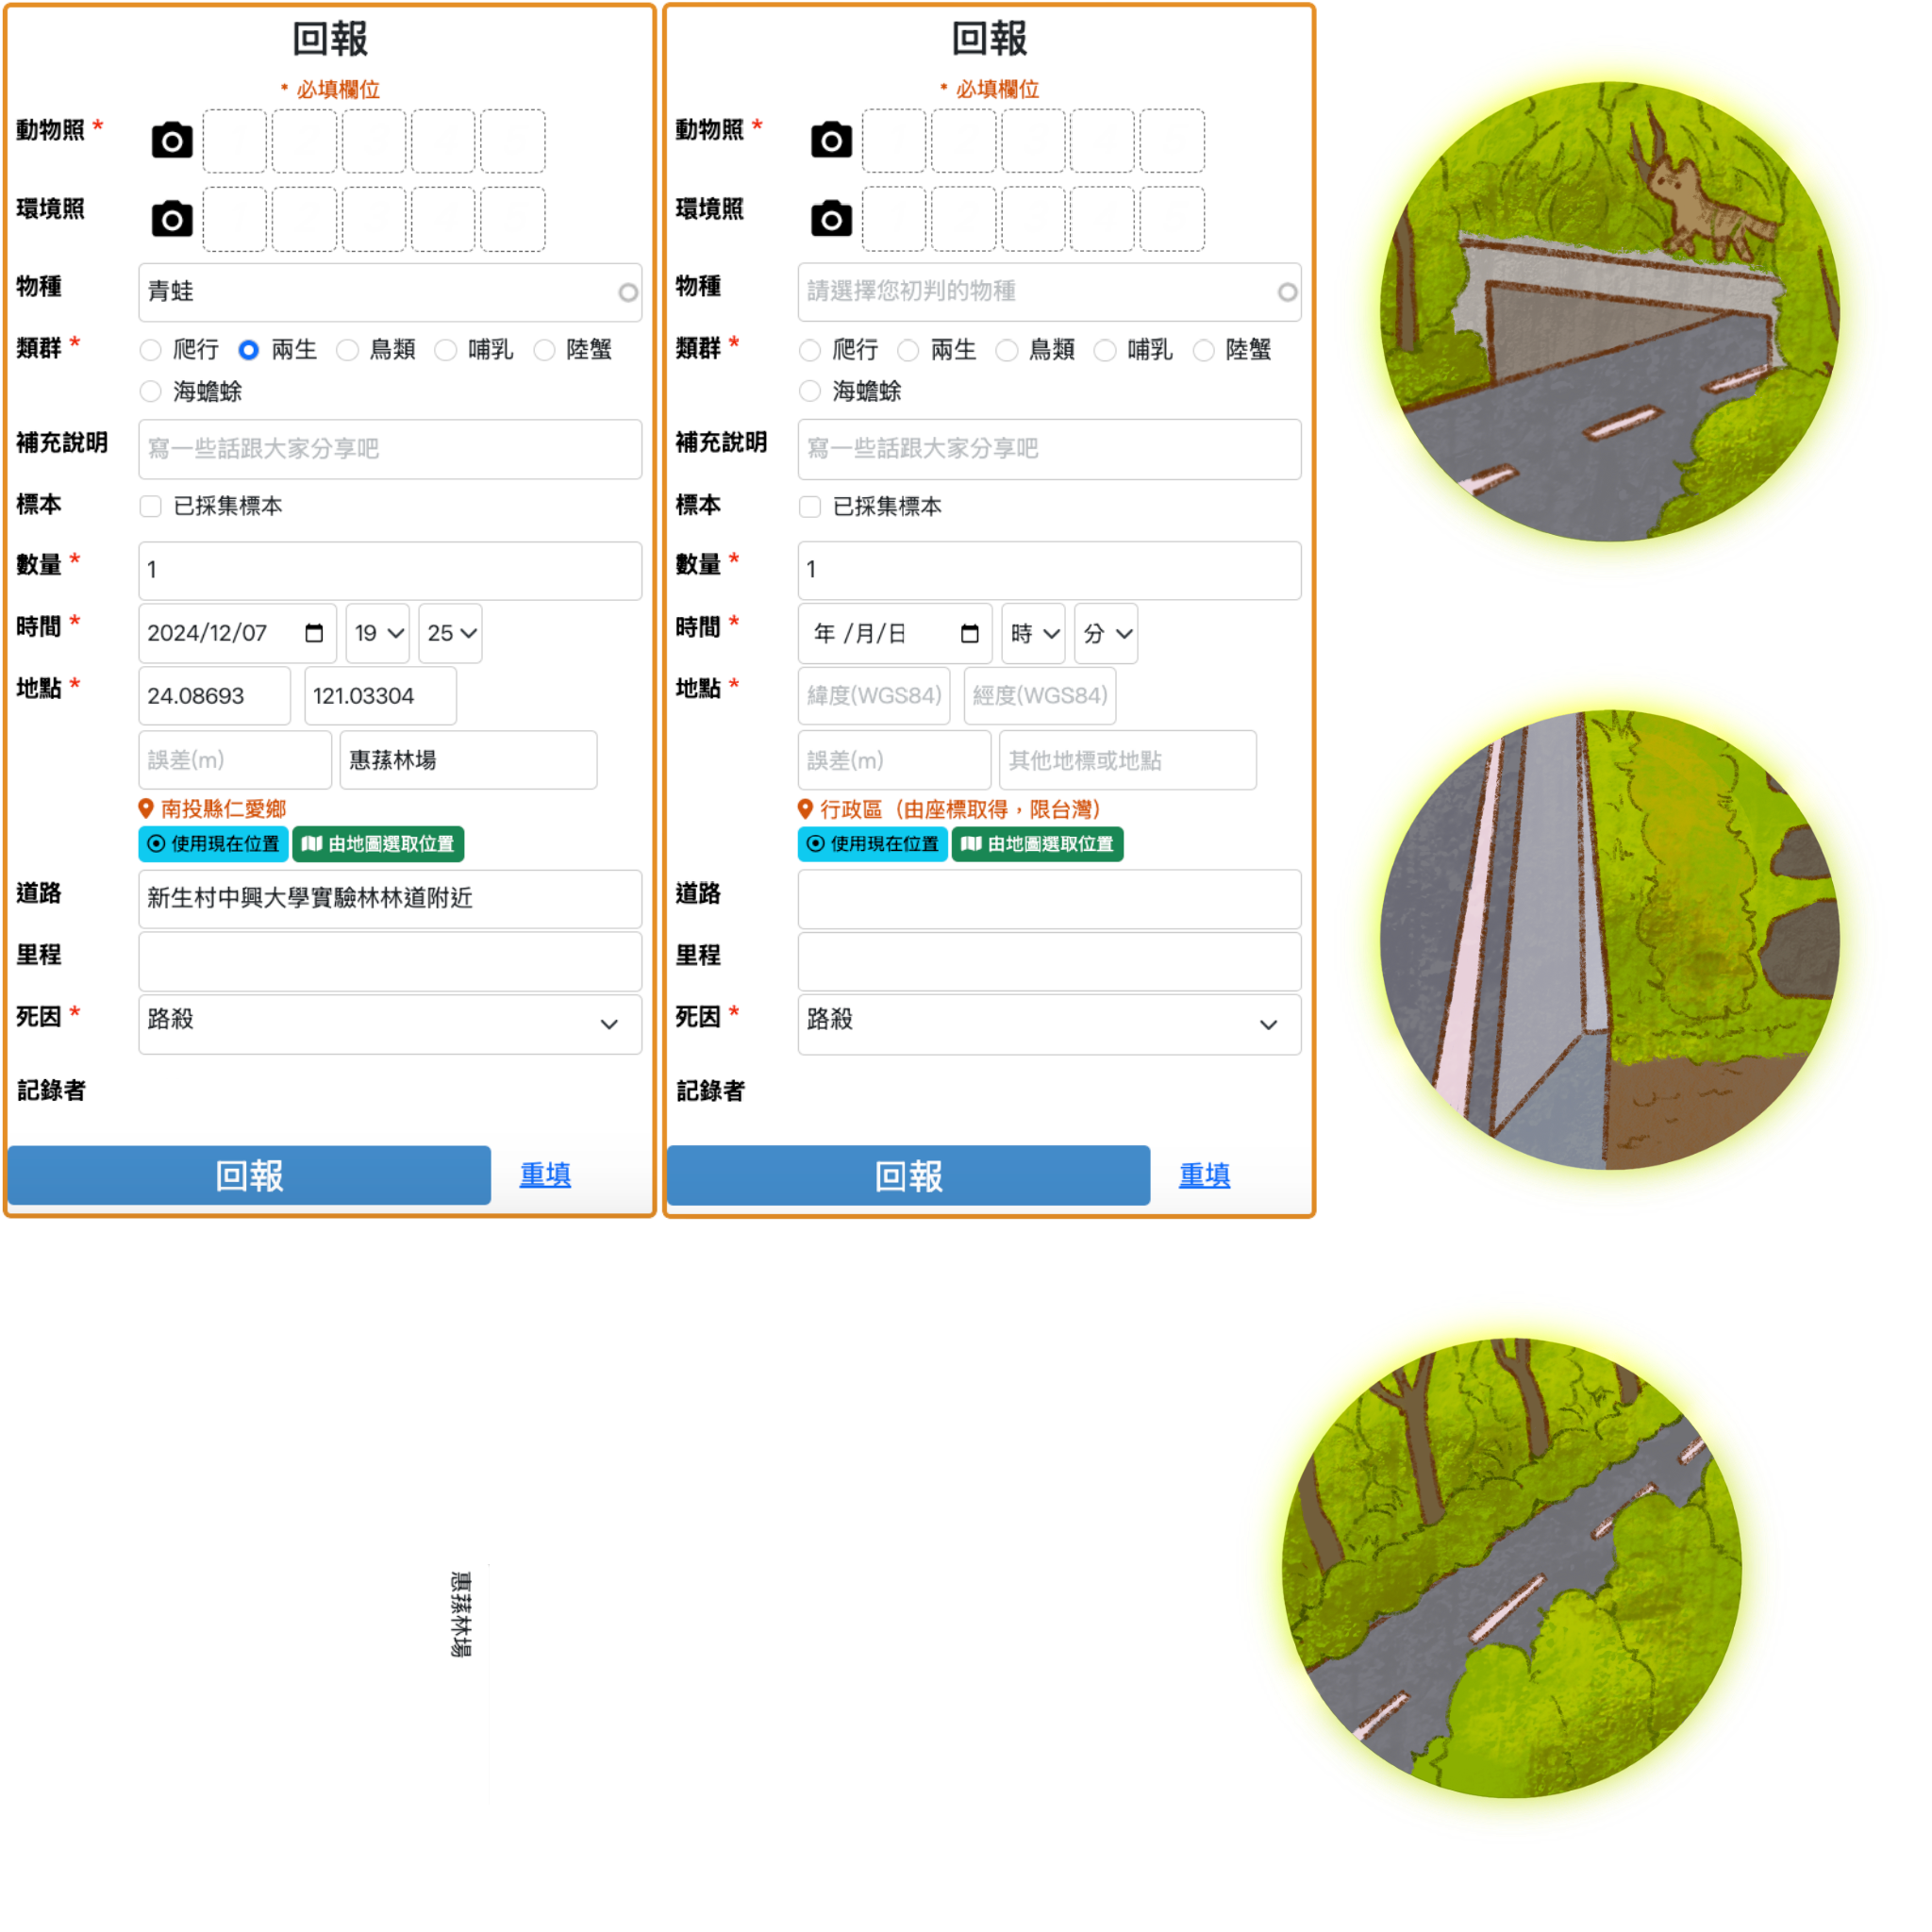 回報
* 必填欄位
動物照 *
環境照
物種 青蛙
類群 * 爬行 兩生 鳥類 哺乳 陸蟹
海蟾蜍
補充說明 寫一些話跟大家分享吧
標本 已採集標本
數量 * 1
時間 * 2024/12/07 19 25
地點 * 24.08693 121.03304
誤差(m) 惠蓀林場
南投縣仁愛鄉
使用現在位置 由地圖選取位置
道路 新生村中興大學實驗林林道附近
里程
死因 * 路殺
記錄者
回報 重填
回報
* 必填欄位
動物照 *
環境照
物種 請選擇您初判的物種
類群 * 爬行 兩生 鳥類 哺乳 陸蟹
海蟾蜍
補充說明 寫一些話跟大家分享吧
標本 已採集標本
數量 * 1
時間 * 年 /月/日 時 分
地點 * 緯度(WGS84) 經度(WGS84)
誤差(m) 其他地標或地點
行政區（由座標取得，限台灣）
使用現在位置 由地圖選取位置
道路
里程
死因 * 路殺
記錄者
回報 重填
惠蓀林場